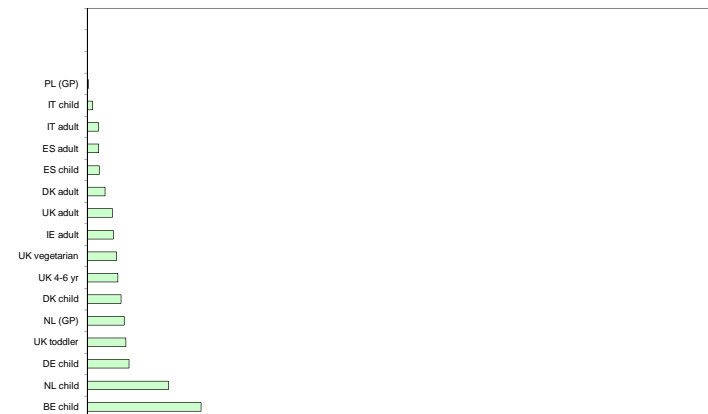 PL (GP)
IT child
IT adult
ES adult
ES child
DK adult
UK adult
IE adult
UK vegetarian
UK 4-6 yr
DK child
NL (GP)
UK toddler
DE child
NL child
BE child